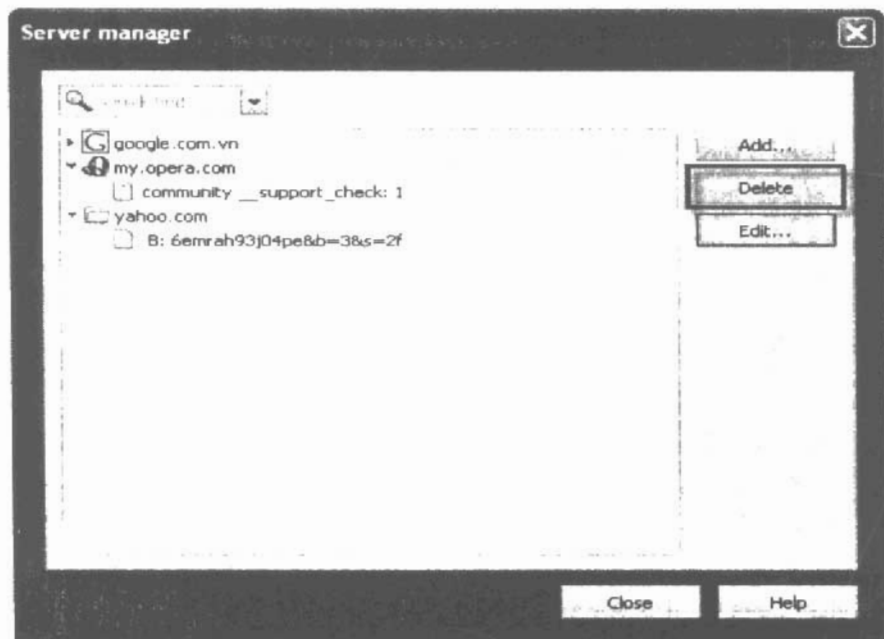 Server manager
google.com.vn
my.opera.com
community __support_check: 1
yahoo.com
B: 6emrah93j04pe&b=3&s=2f
Add...
Delete
Edit...
Close
Help